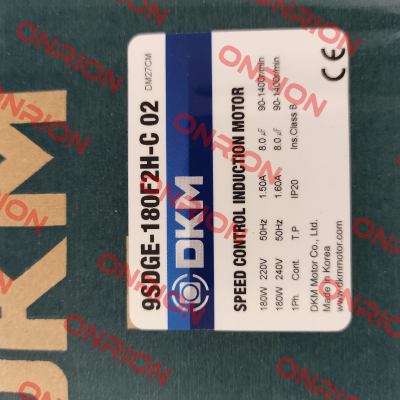 DKM
9SDGE-180F2H-C 02
DM27CM
DKM
SPEED CONTROL INDUCTION MOTOR
180W 220V 50Hz 1.50A 8.0㎌ 90-1400r/min
180W 240V 50Hz 1.60A 8.0㎌ 90-1400r/min
1Ph. Cont. T.P IP20 Ins.Class B
DKM Motor Co., Ltd.
Made in Korea
www.dkmmotor.com
CE
ONRION
ONRION
ONRION
ONRION
ONRION
ONRION
ONRION
ONRION